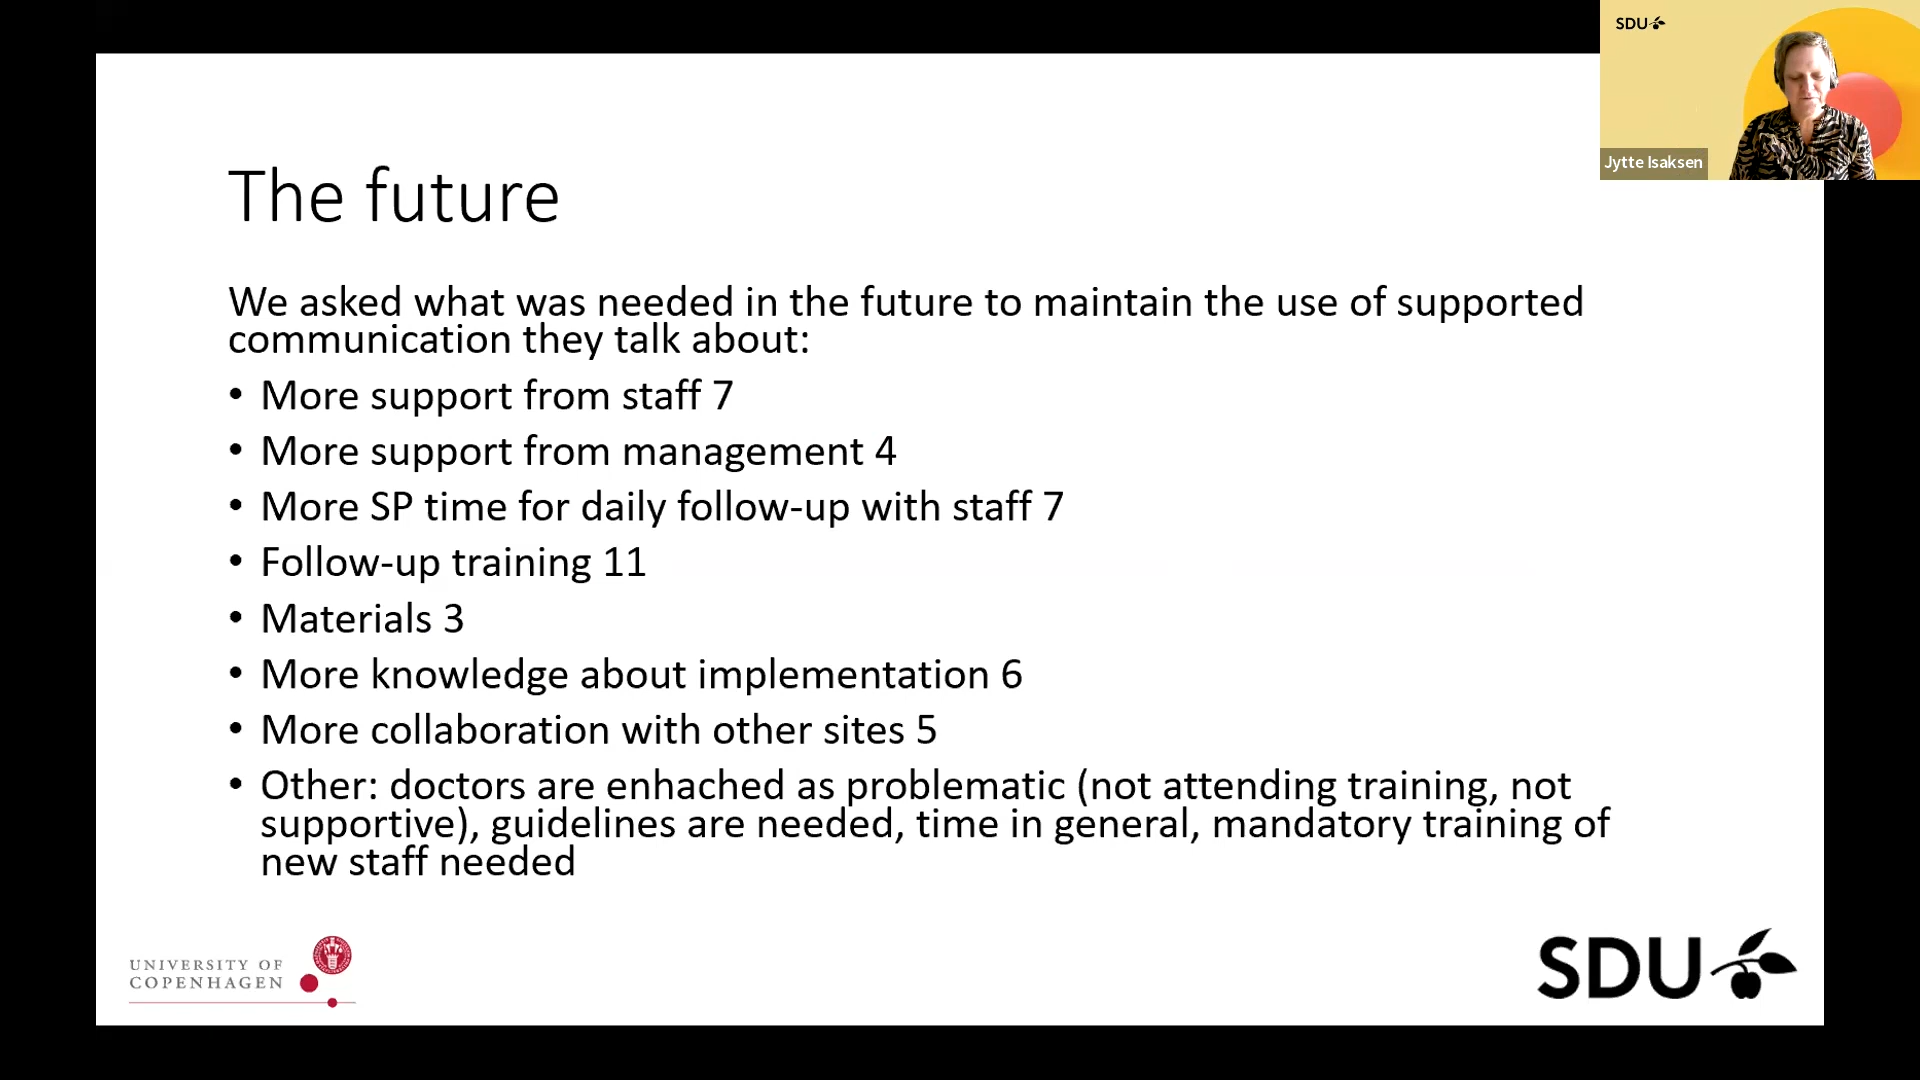 SDU
Jytte Isaksen
The future
We asked what was needed in the future to maintain the use of supported
communication they talk about:
• More support from staff 7
• More support from management 4
• More SP time for daily follow-up with staff 7
• Follow-up training 11
• Materials 3
• More knowledge about implementation 6
• More collaboration with other sites 5
• Other: doctors are enhached as problematic (not attending training, not
supportive), guidelines are needed, time in general, mandatory training of
new staff needed
UNIVERSITY OF
COPENHAGEN
SDU